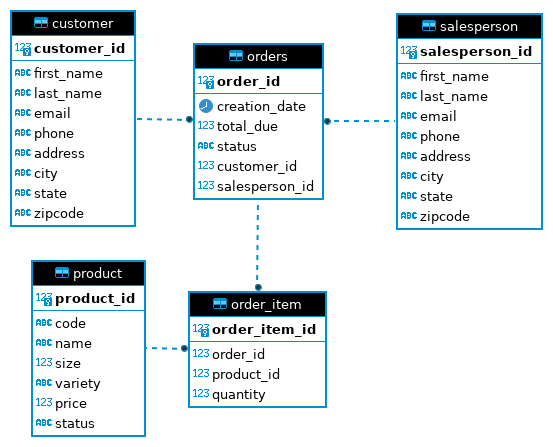 customer
123 customer_id
ABC first_name
ABC last_name
ABC email
ABC phone
ABC address
ABC city
ABC state
ABC zipcode
orders
123 order_id
creation_date
123 total_due
ABC status
123 customer_id
123 salesperson_id
salesperson
123 salesperson_id
ABC first_name
ABC last_name
ABC email
ABC phone
ABC address
ABC city
ABC state
ABC zipcode
product
123 product_id
ABC code
ABC name
123 size
ABC variety
123 price
ABC status
order_item
123 order_item_id
123 order_id
123 product_id
123 quantity